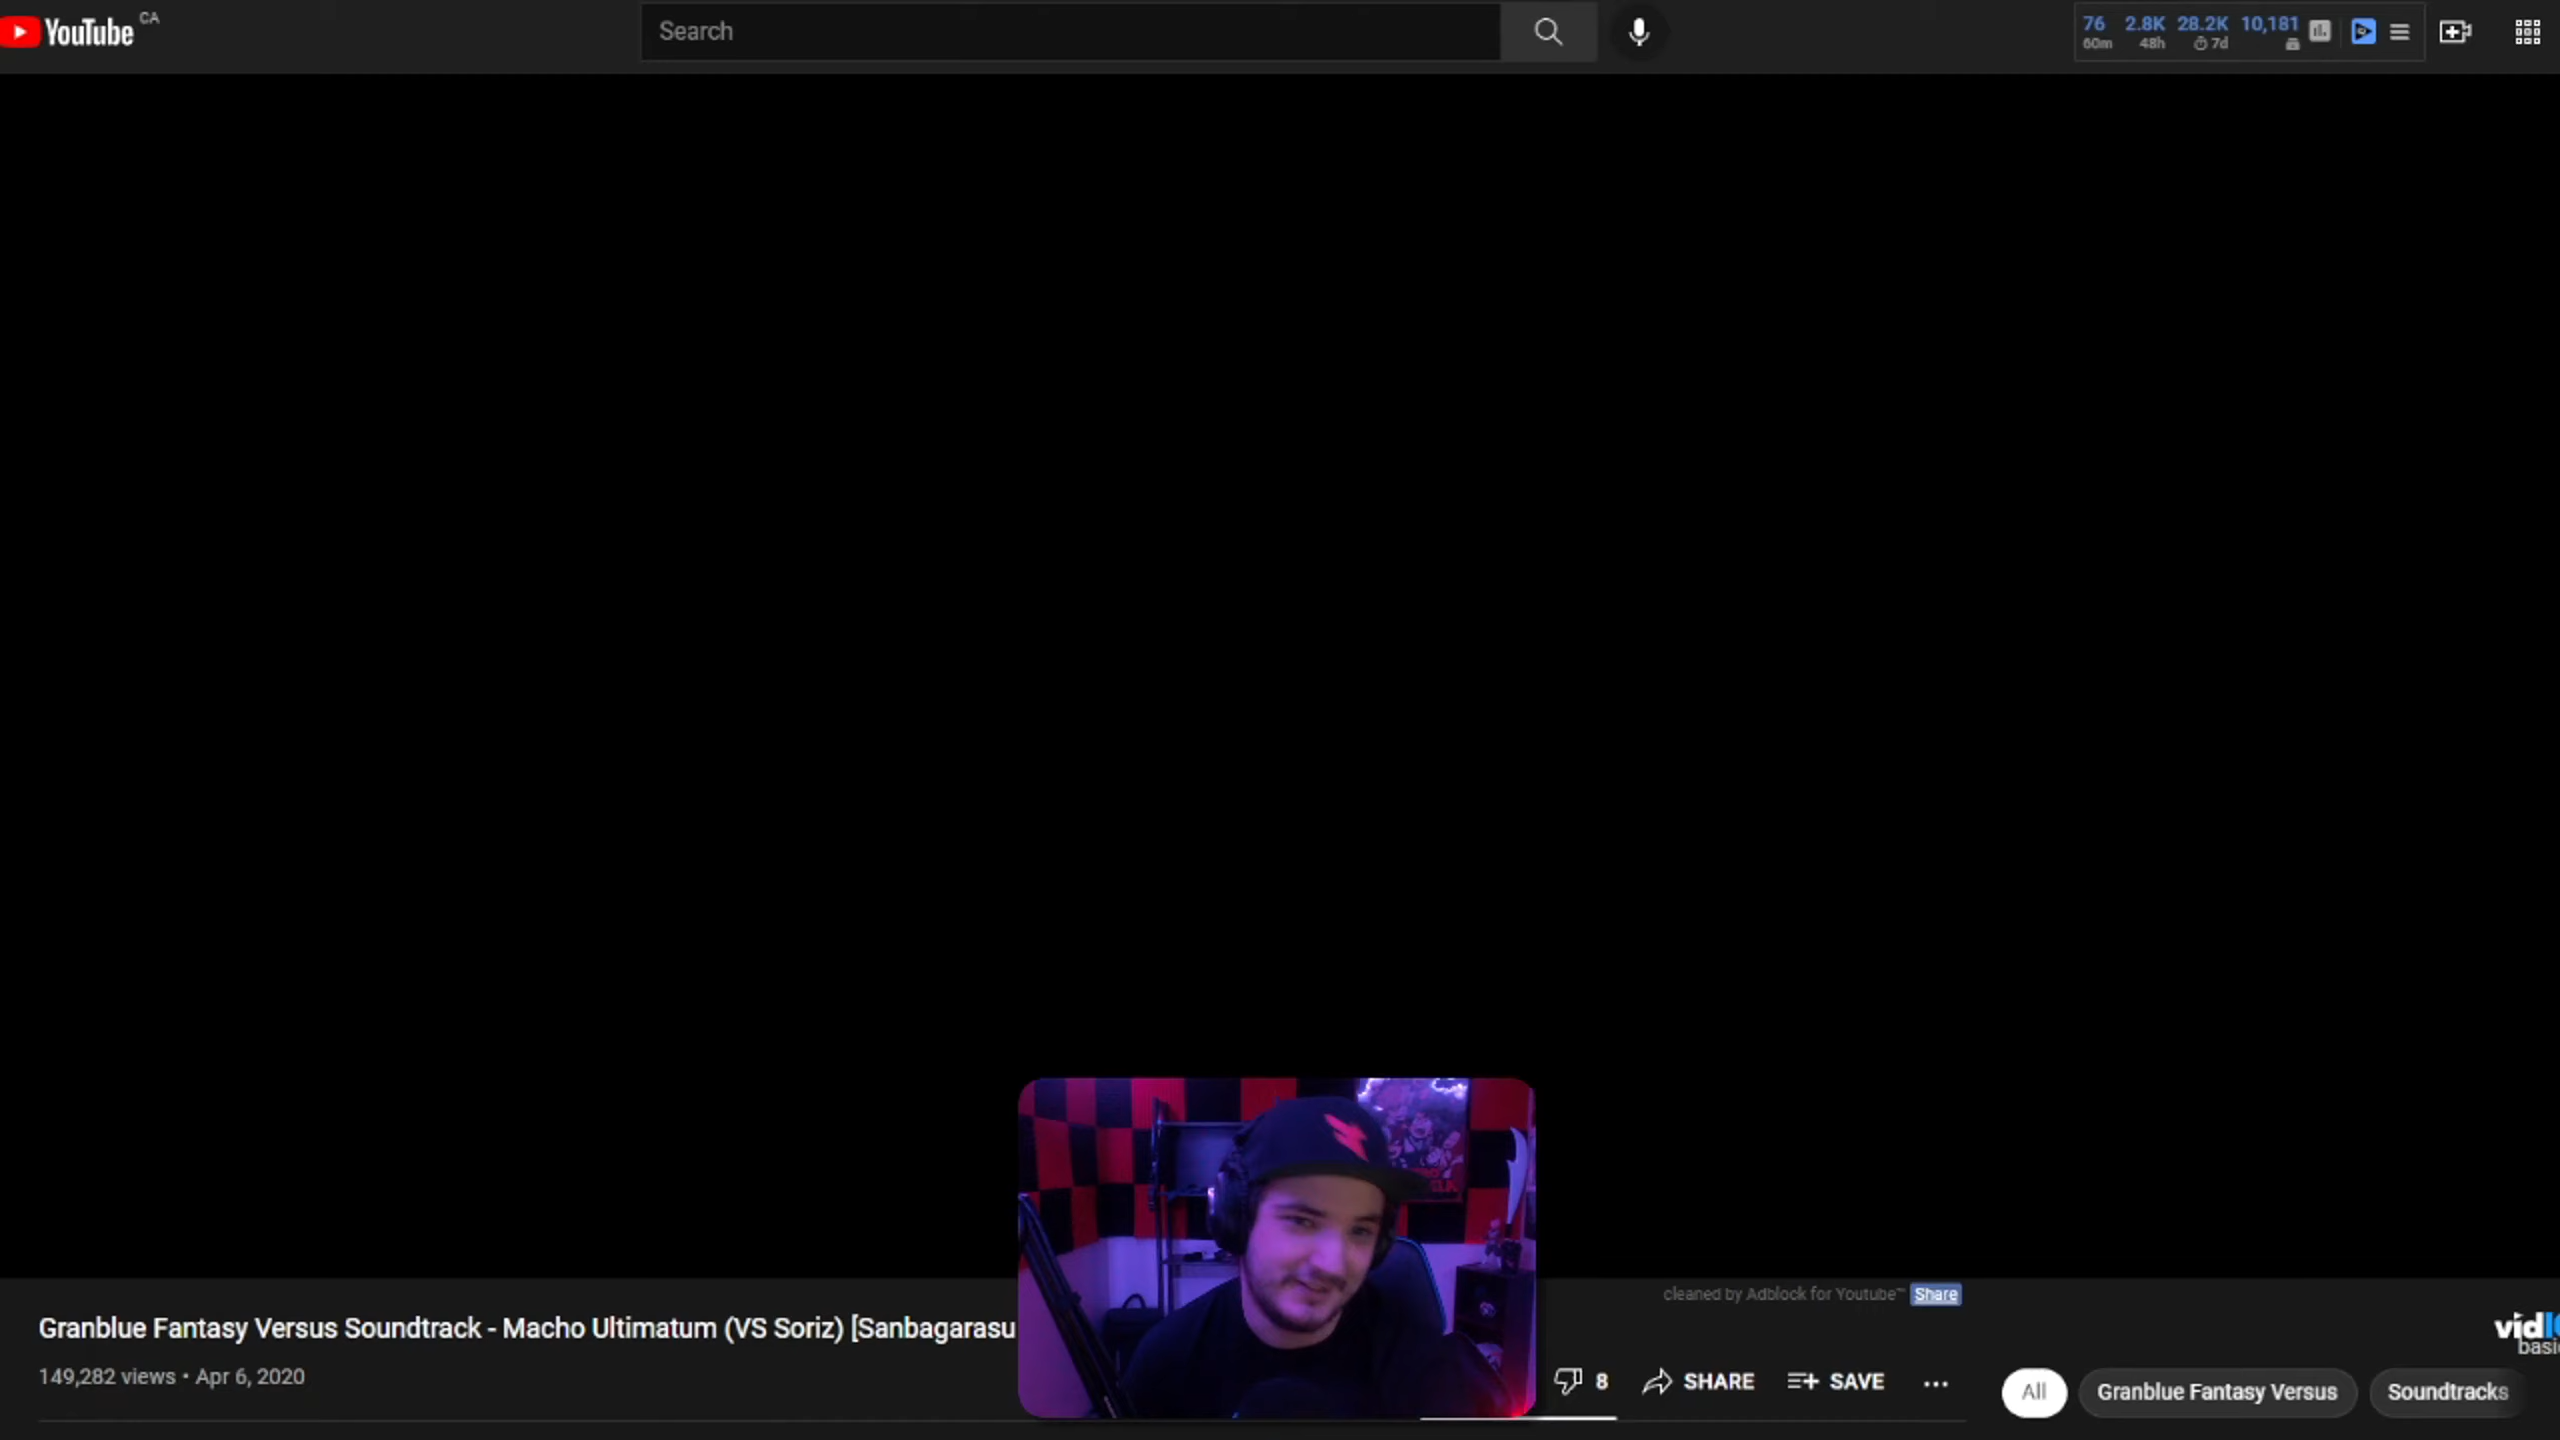 YouTube CA
Search
76 2.8K 28.2K 10,181
60m 48h 7d
cleaned by Adblock for Youtube™ Share
Granblue Fantasy Versus Soundtrack - Macho Ultimatum (VS Soriz) [Sanbagarasu
149,282 views • Apr 6, 2020
8 SHARE SAVE
vidI
basi
All Granblue Fantasy Versus Soundtracks